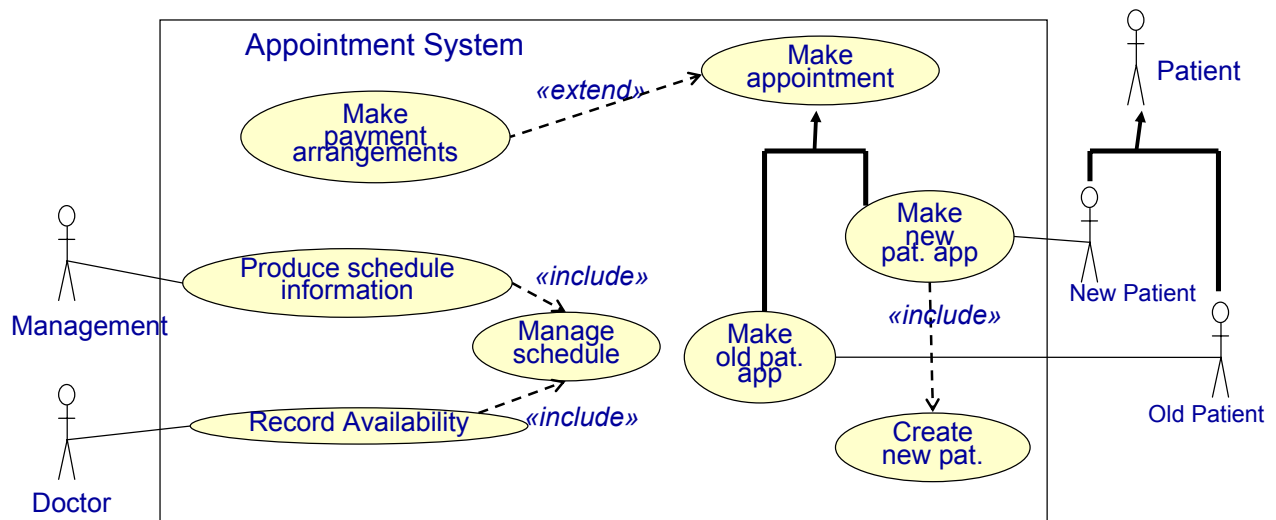 Appointment System
Make
appointment
Patient
«extend»
Make
payment
arrangements
Make
new
pat. app
Produce schedule
information
«include»
New Patient
Management
«include»
Manage
schedule
Make
old pat.
app
Record Availability
«include»
Old Patient
Create
new pat.
Doctor